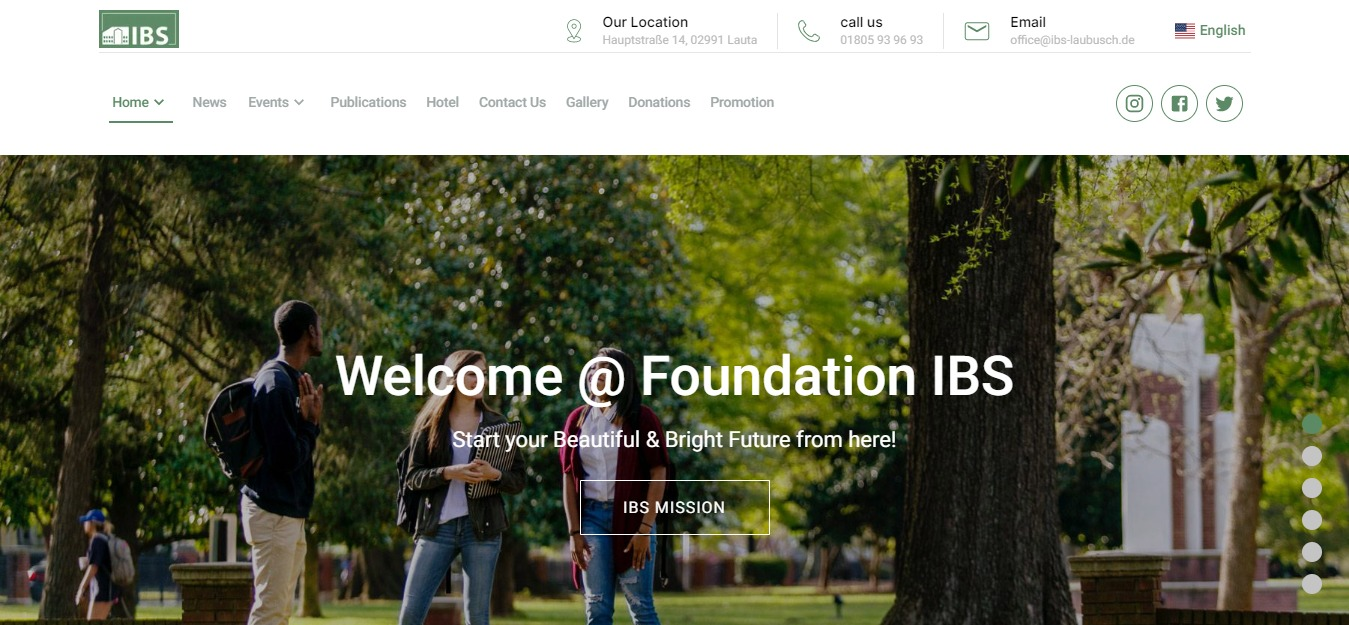 IBS
Our Location
Hauptstraße 14, 02991 Lauta
call us
01805 93 96 93
Email
office@ibs-laubusch.de
English
Home
News
Events
Publications
Hotel
Contact Us
Gallery
Donations
Promotion
Welcome @ Foundation IBS
Start your Beautiful & Bright Future from here!
IBS MISSION